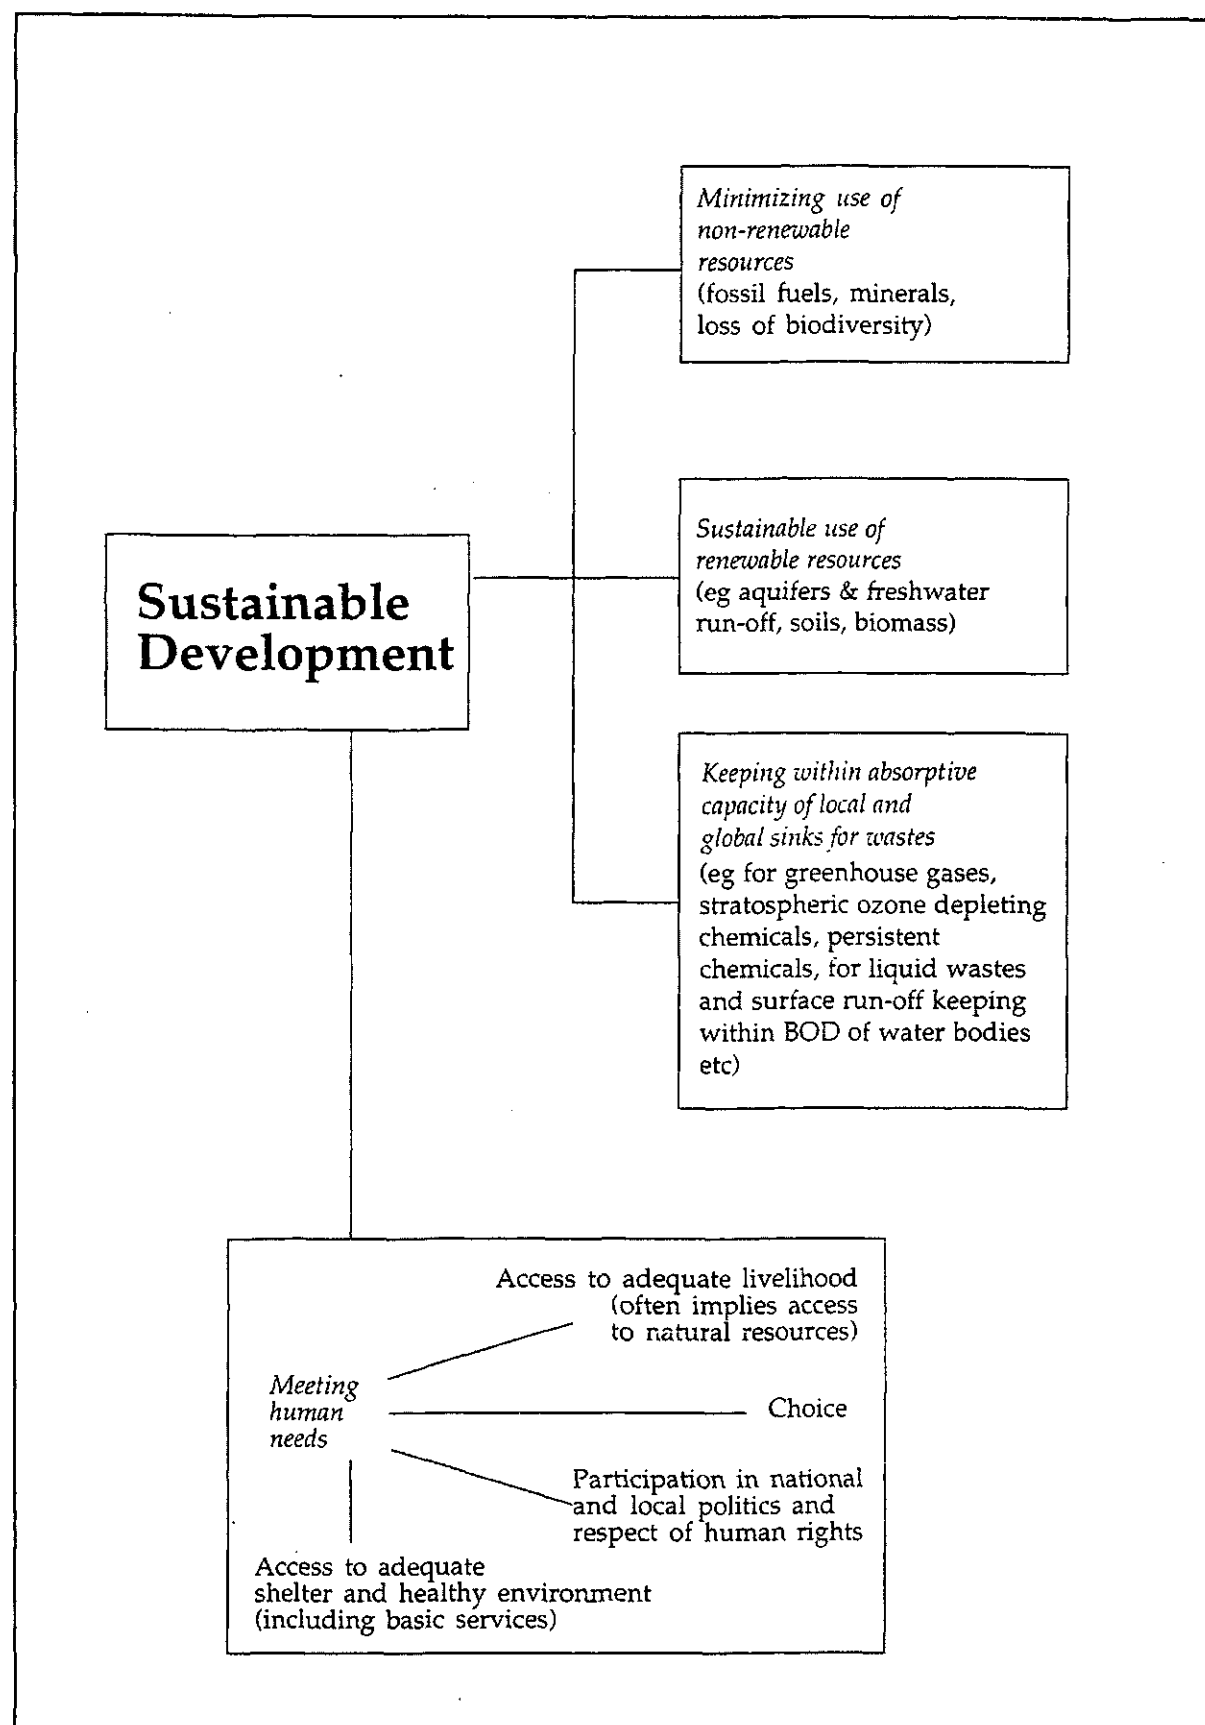 Minimizing use of
non-renewable
resources
(fossil fuels, minerals,
loss of biodiversity)
Sustainable use of
renewable resources
(eg aquifers & freshwater
run-off, soils, biomass)
Sustainable
Development
Keeping within absorptive
capacity of local and
global sinks for wastes
(eg for greenhouse gases,
stratospheric ozone depleting
chemicals, persistent
chemicals, for liquid wastes
and surface run-off keeping
within BOD of water bodies
etc)
Access to adequate livelihood
(often implies access
to natural resources)
Meeting
human
needs
Choice
Participation in national
and local politics and
respect of human rights
Access to adequate
shelter and healthy environment
(including basic services)